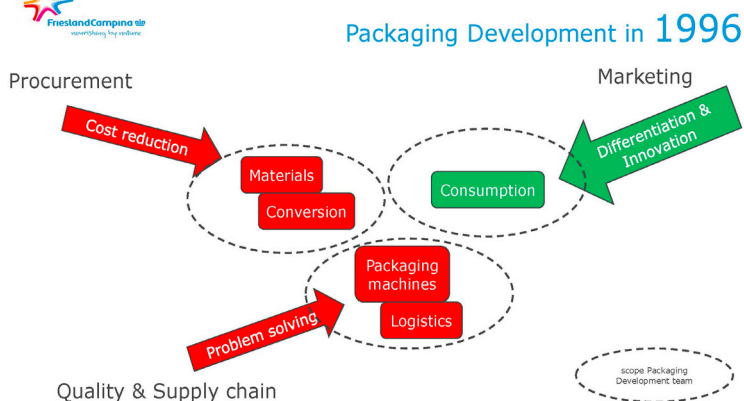 FrieslandCampina
nourishing by nature
Packaging Development in 1996
Procurement
Marketing
Cost reduction
Differentiation &
Innovation
Materials
Conversion
Consumption
Packaging
machines
Logistics
Problem solving
Quality & Supply chain
scope Packaging
Development team